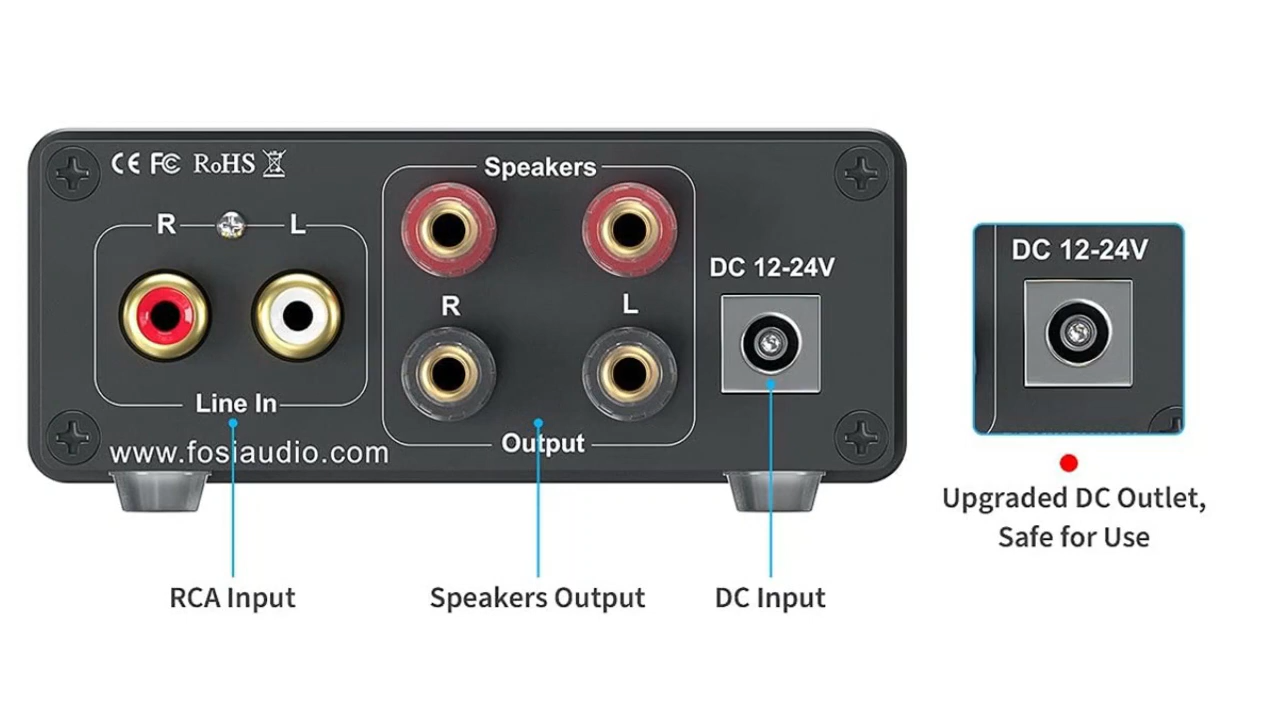 CE FC RoHS
R L
Line In
www.fosiaudio.com
Speakers
R L
Output
DC 12-24V
DC 12-24V
Upgraded DC Outlet,
Safe for Use
RCA Input
Speakers Output
DC Input